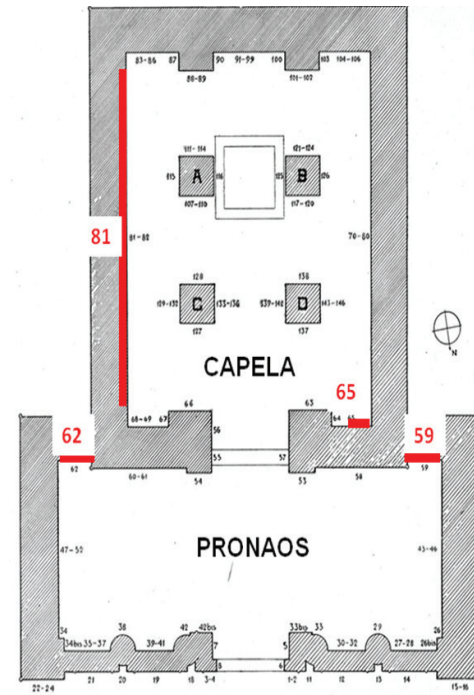 83-86 87 90 91-99 100 103 104-106
88-89 101-102
111-114 121-124
115 A 116 125 B 126
107-110 117-120
81 81-82 70-80
128 138
129-132 C 133-136 139-142 D 143-146
127 137
CAPELA
N
66 63 65
68-69 67 64 65
62 56 59
55 57
62 59
60-61 54 53 58
47-52 PRONAOS 43-46
34 38 42 42bis 33bis 33 29 26
34bis 35-37 39-41 7 5 30-32 27-28 26bis
8 6
22-24 21 20 19 18 3-4 1-2 11 12 13 14 15-16